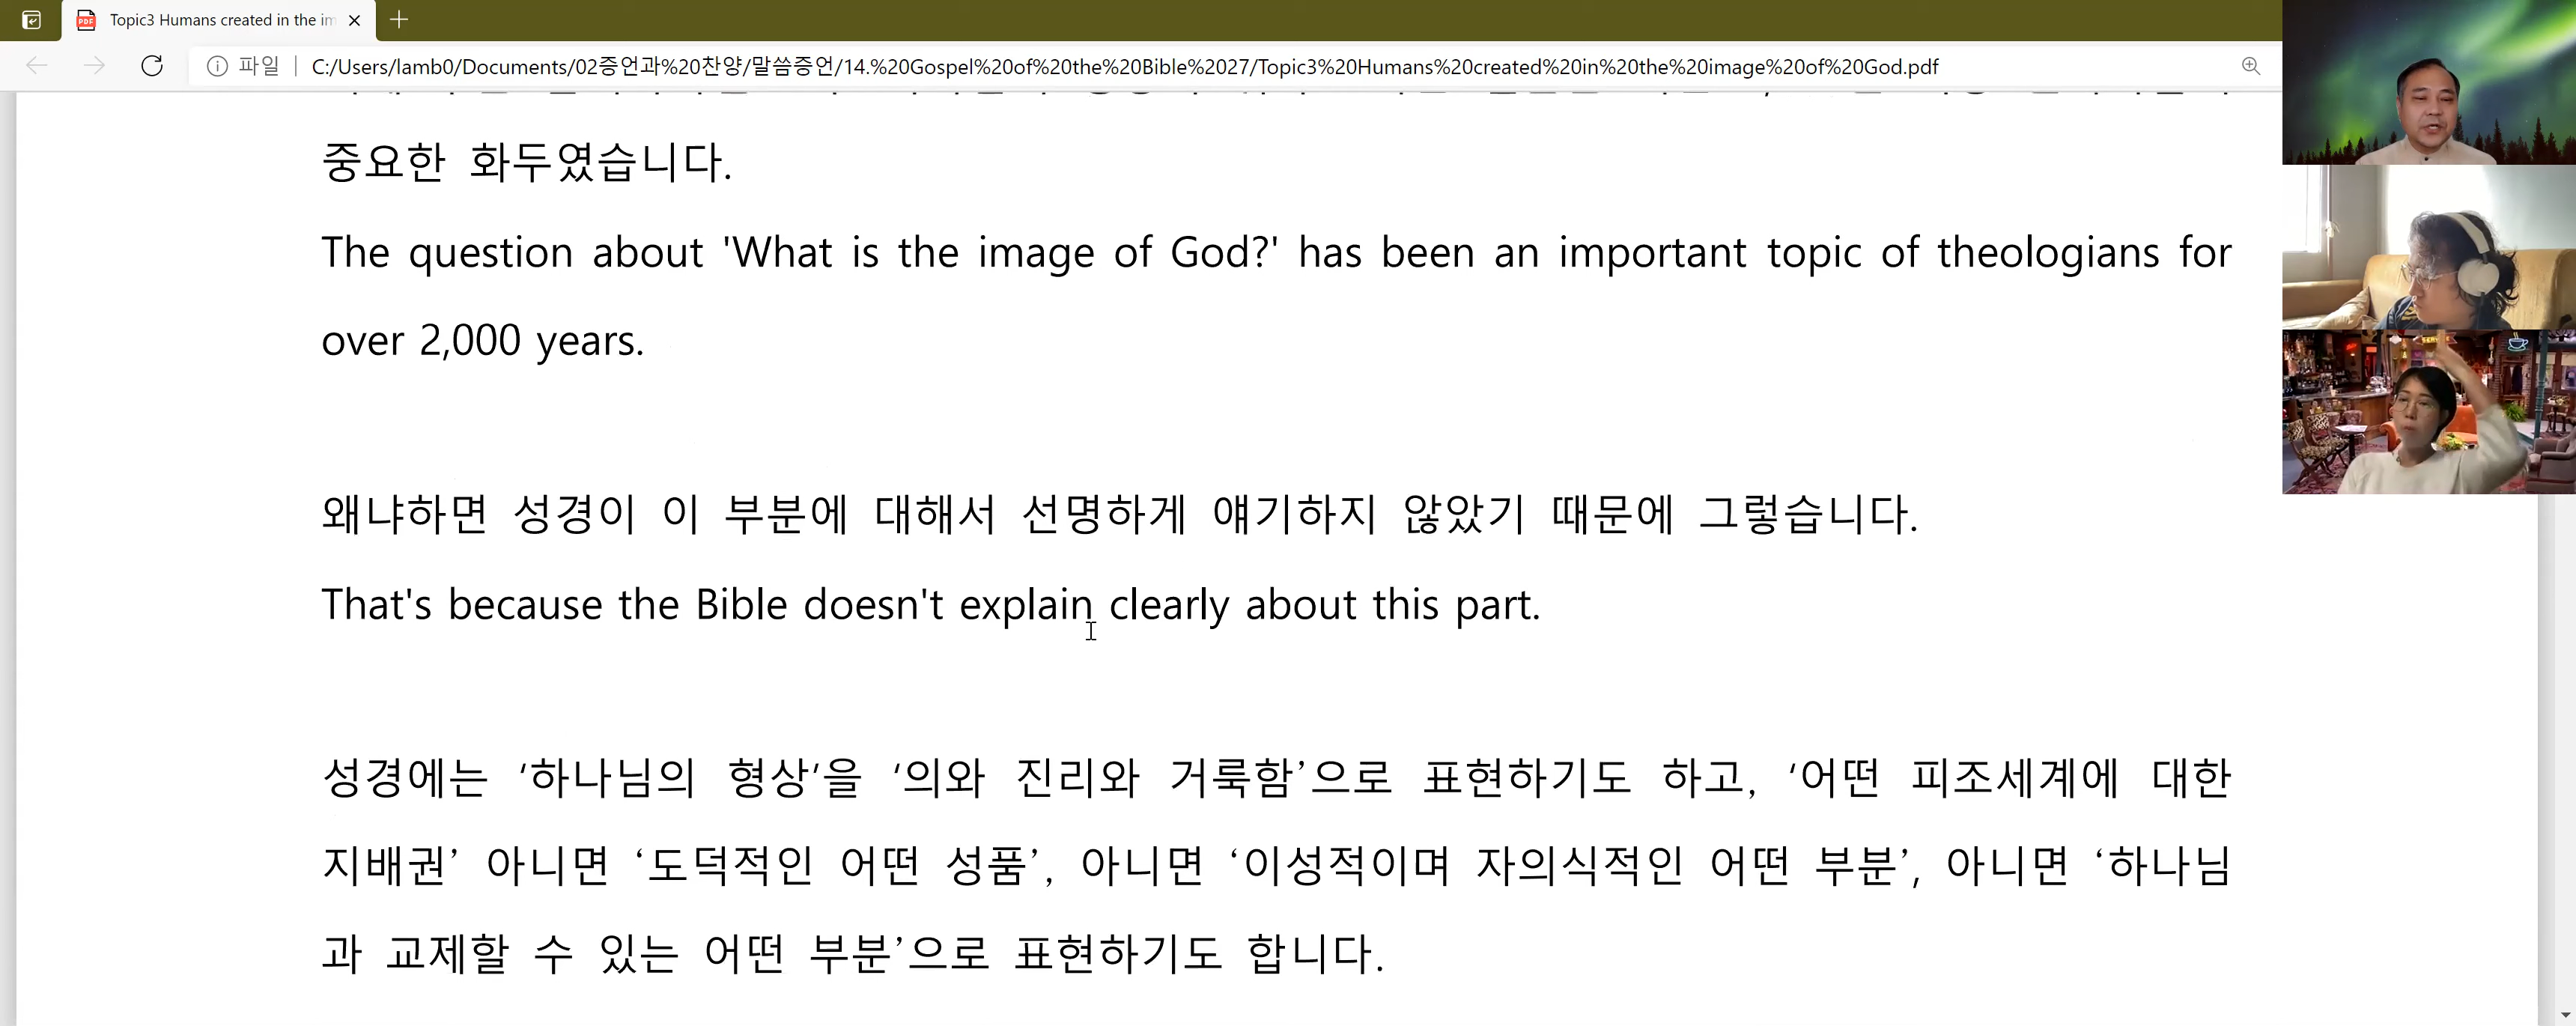 Topic3 Humans created in the im
파일
C:/Users/lamb0/Documents/02증언과%20찬양/말씀증언/14.%20Gospel%20of%20the%20Bible%2027/Topic3%20Humans%20created%20in%20the%20image%20of%20God.pdf
중요한 화두였습니다.
The question about 'What is the image of God?' has been an important topic of theologians for
over 2,000 years.
왜냐하면 성경이 이 부분에 대해서 선명하게 얘기하지 않았기 때문에 그렇습니다.
That's because the Bible doesn't explain clearly about this part.
성경에는 ‘하나님의 형상’을 ‘의와 진리와 거룩함’으로 표현하기도 하고, ‘어떤 피조세계에 대한
지배권’ 아니면 ‘도덕적인 어떤 성품’, 아니면 ‘이성적이며 자의식적인 어떤 부분’, 아니면 ‘하나님
과 교제할 수 있는 어떤 부분’으로 표현하기도 합니다.